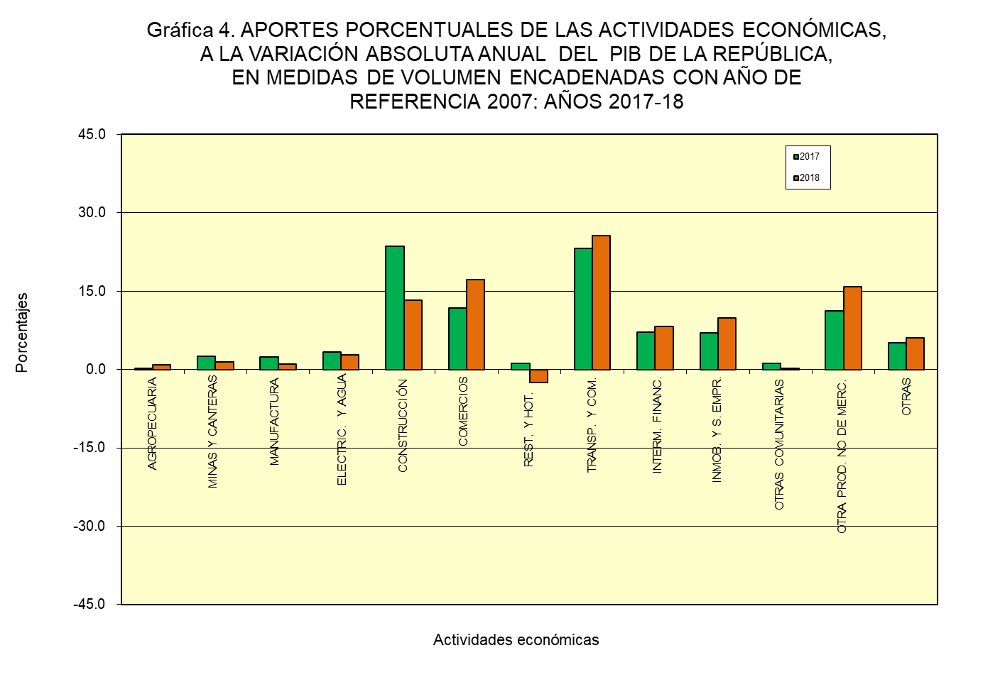 Gráfica 4. APORTES PORCENTUALES DE LAS ACTIVIDADES ECONÓMICAS,
A LA VARIACIÓN ABSOLUTA ANUAL DEL PIB DE LA REPÚBLICA,
EN MEDIDAS DE VOLUMEN ENCADENADAS CON AÑO DE
REFERENCIA 2007: AÑOS 2017-18
45.0
2017
2018
30.0
15.0
0.0
-15.0
-30.0
-45.0
Porcentajes
AGROPECUARIA
MINAS Y CANTERAS
MANUFACTURA
ELECTRIC. Y AGUA
CONSTRUCCIÓN
COMERCIOS
REST. Y HOT.
TRANSP. Y COM.
INTERM. FINANC.
INMOB. Y S. EMPR.
OTRAS COMUNITARIAS
OTRA PROD. NO DE MERC.
OTRAS
Actividades económicas